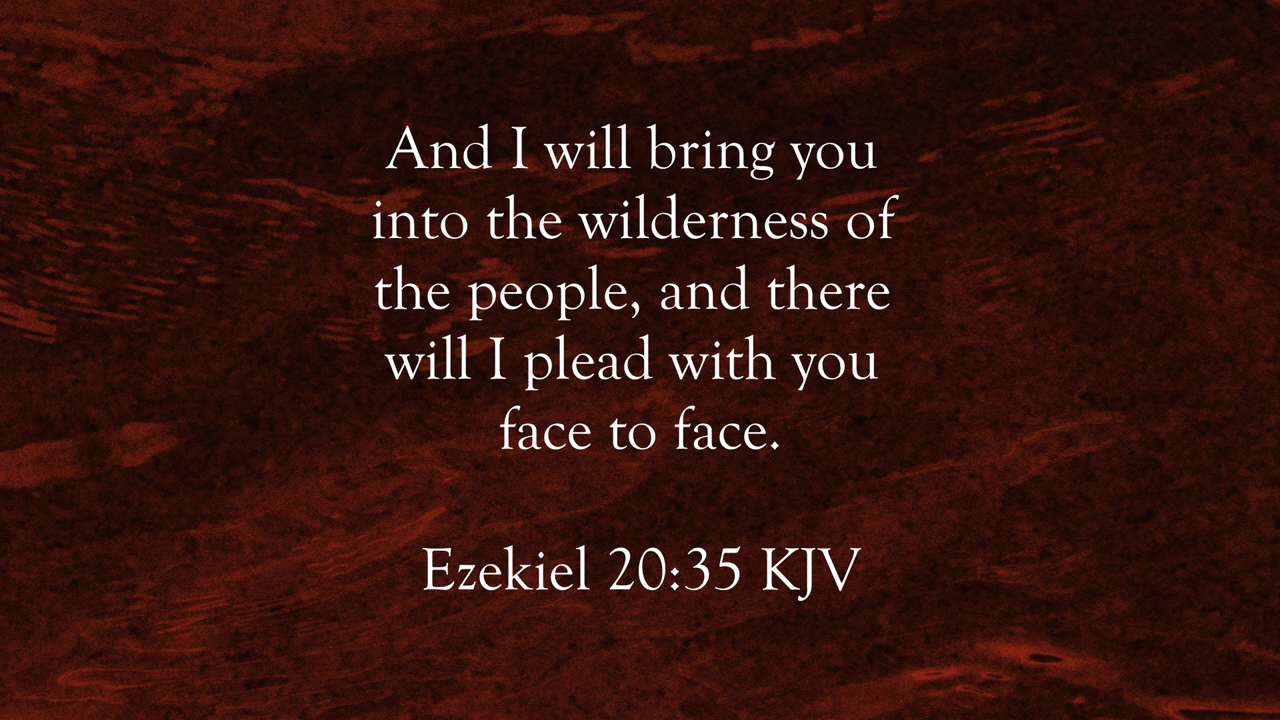 And I will bring you
into the wilderness of
the people, and there
will I plead with you
face to face.
Ezekiel 20:35 KJV